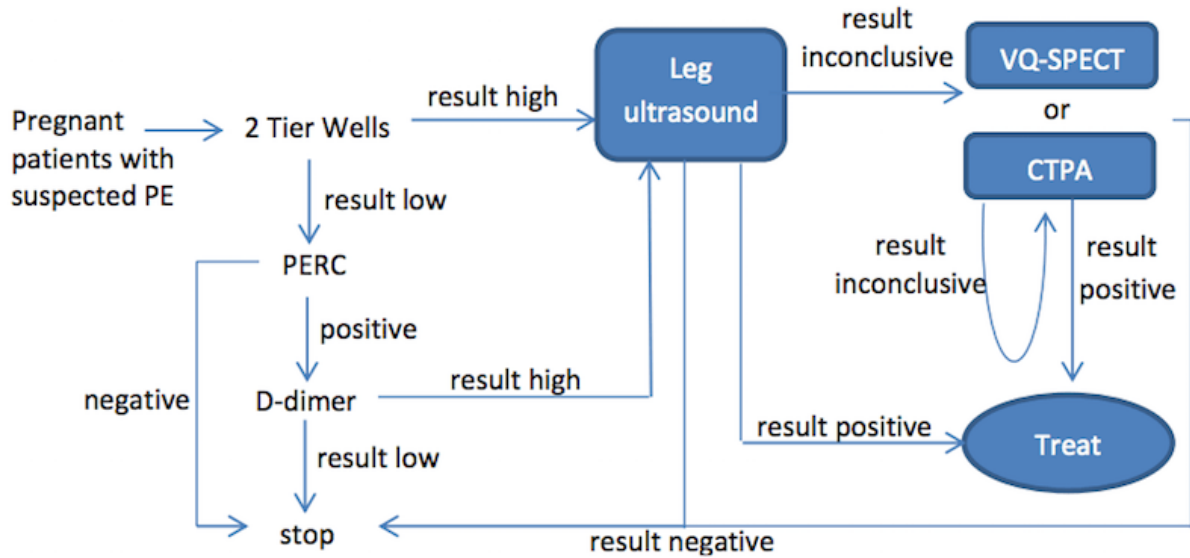 Pregnant
patients with
suspected PE
2 Tier Wells
result high
Leg
ultrasound
result
inconclusive
VQ-SPECT
or
CTPA
result low
PERC
result
inconclusive
result
positive
positive
negative
D-dimer
result high
result positive
Treat
result low
stop
result negative